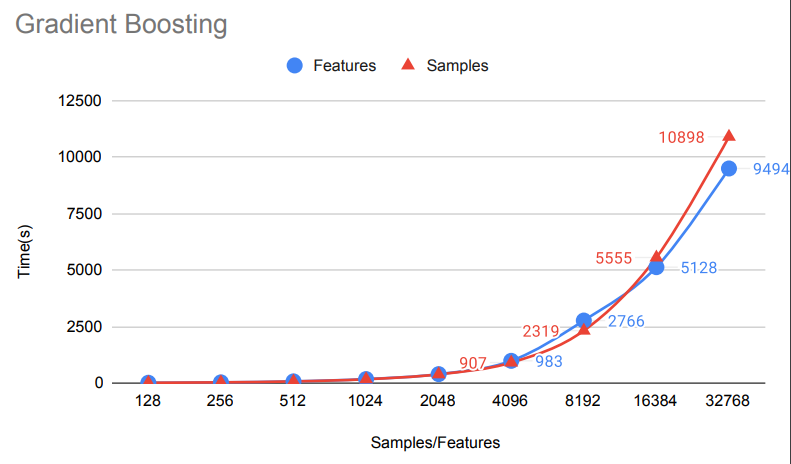 Gradient Boosting
Features Samples
12500
10000
7500
5000
2500
0
Time(s)
10898
9494
5555
5128
2319
2766
907
983
128 256 512 1024 2048 4096 8192 16384 32768
Samples/Features